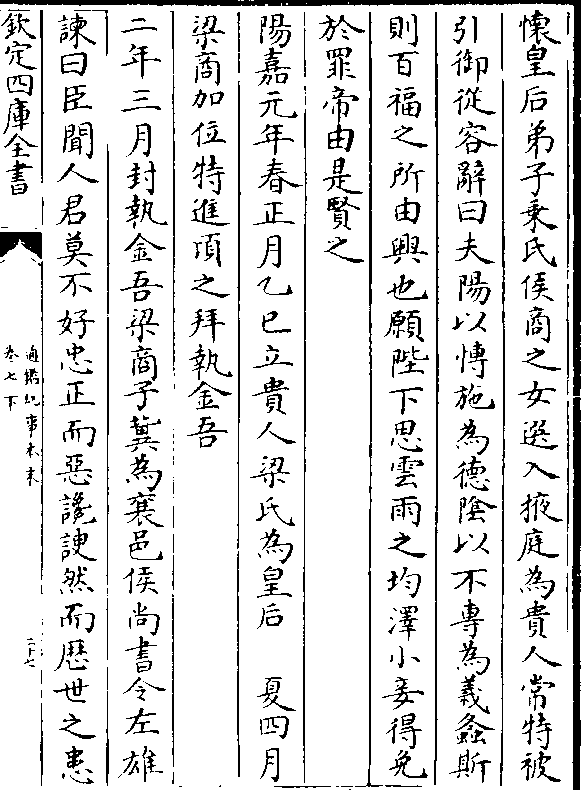 懷皇后弟子乘氏侯商之女選入掖庭為貴人常特被
引御從容辭曰夫陽以博施為德陰以不專為義螽斯
則百福之所由興也願陛下思雲雨之均澤小妾得免
於罪帝由是賢之
陽嘉元年春正月乙巳立貴人梁氏為皇后 夏四月
梁商加位特進頃之拜執金吾
二年三月封執金吾梁商子冀為襄邑侯尚書令左雄
諫曰臣聞人君莫不好忠正而惡讒諛然而歷世之患
欽定四庫全書
通鑑紀事本末
卷七下
二十七